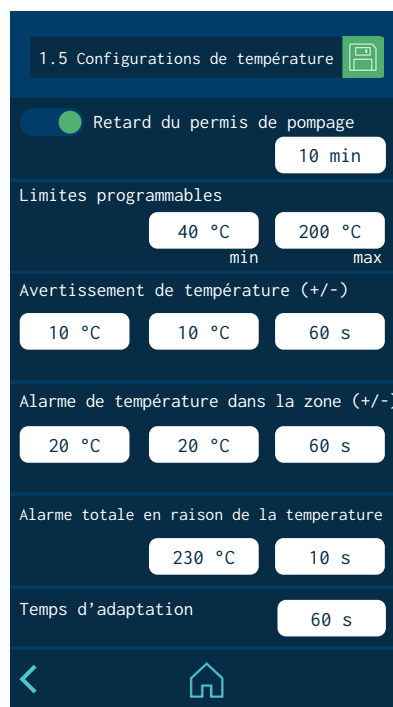 1.5 Configurations de température
Retard du permis de pompage
10 min
Limites programmables
40 °C 200 °C
min max
Avertissement de température (+/-)
10 °C 10 °C 60 s
Alarme de température dans la zone (+/-)
20 °C 20 °C 60 s
Alarme totale en raison de la temperature
230 °C 10 s
Temps d’adaptation
60 s